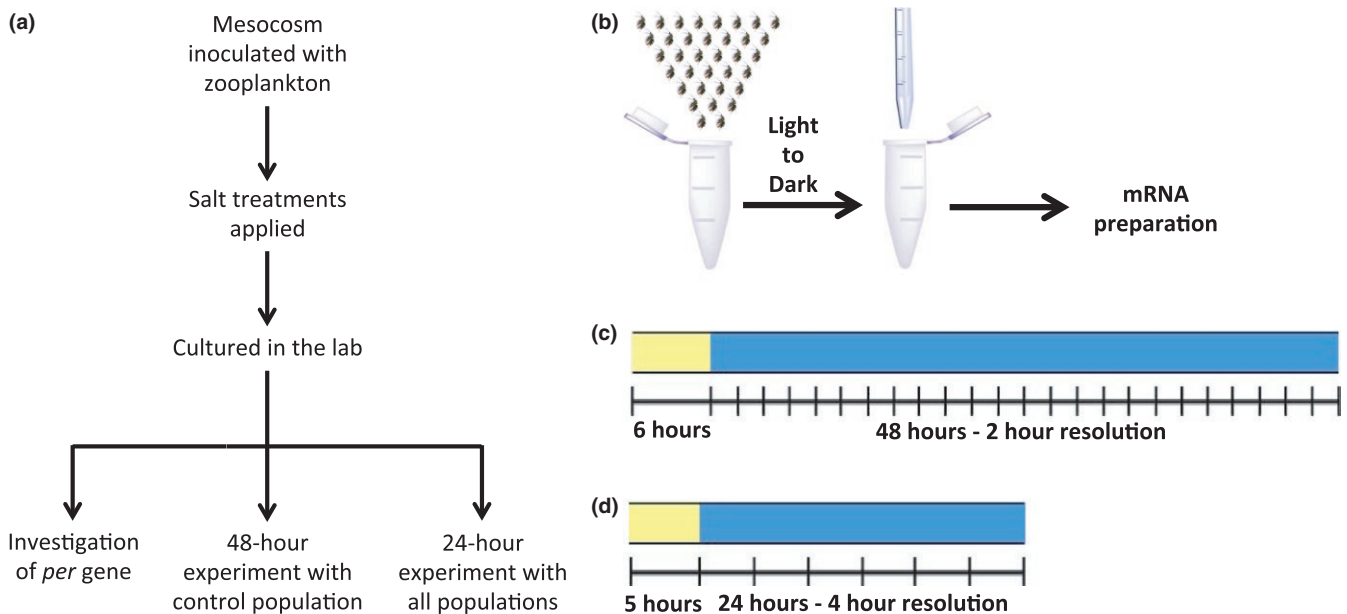 (a)
Mesocosm
inoculated with
zooplankton
Salt treatments
applied
Cultured in the lab
Investigation
of per gene
48-hour
experiment with
control population
24-hour
experiment with
all populations
(b)
Light
to
Dark
mRNA
preparation
(c)
6 hours
48 hours - 2 hour resolution
(d)
5 hours
24 hours - 4 hour resolution